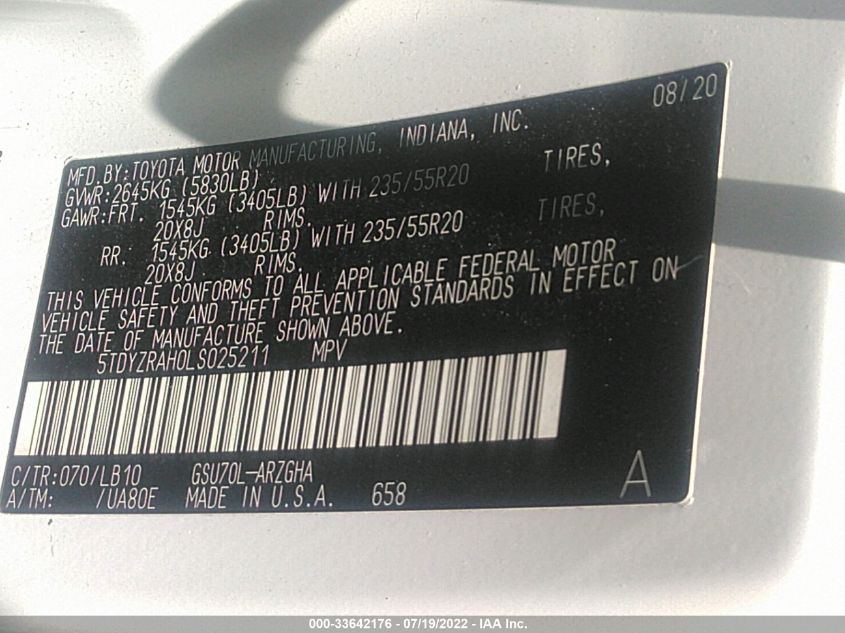 08/20
MFD.BY:TOYOTA MOTOR MANUFACTURING, INDIANA, INC.
GVWR:2645KG (5830LB)
GAWR:FRT. 1545KG (3405LB) WITH 235/55R20 TIRES,
20X8J RIMS.
RR. 1545KG (3405LB) WITH 235/55R20 TIRES,
20X8J RIMS.
THIS VEHICLE CONFORMS TO ALL APPLICABLE FEDERAL MOTOR
VEHICLE SAFETY AND THEFT PREVENTION STANDARDS IN EFFECT ON
THE DATE OF MANUFACTURE SHOWN ABOVE.
5TDYZRAH0LS025211 MPV
C/TR:070/LB10 GSU70L-ARZGHA
A/TM: /UA80E MADE IN U.S.A. 658 A
000-33642176 - 07/19/2022 - IAA Inc.